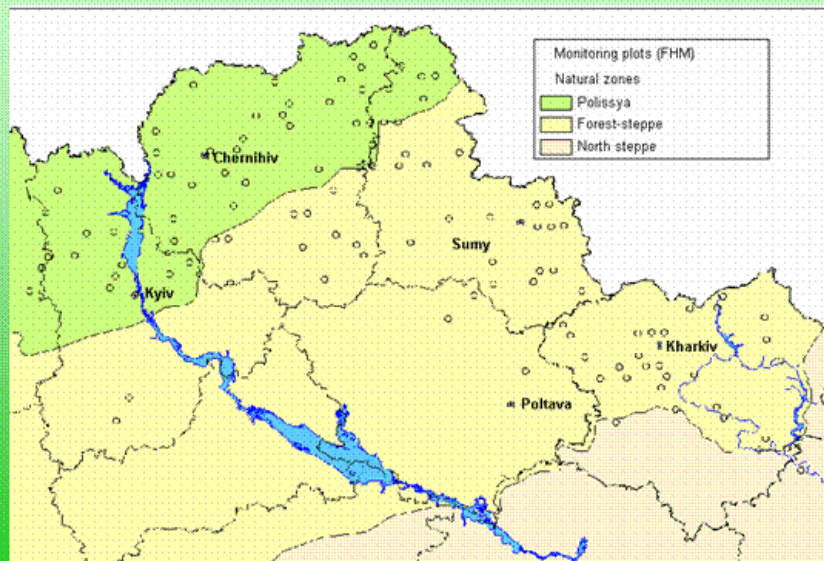 Monitoring plots (FHM)
Natural zones
Polissya
Forest-steppe
North steppe
Chernihiv
Sumy
Kyiv
Kharkiv
Poltava